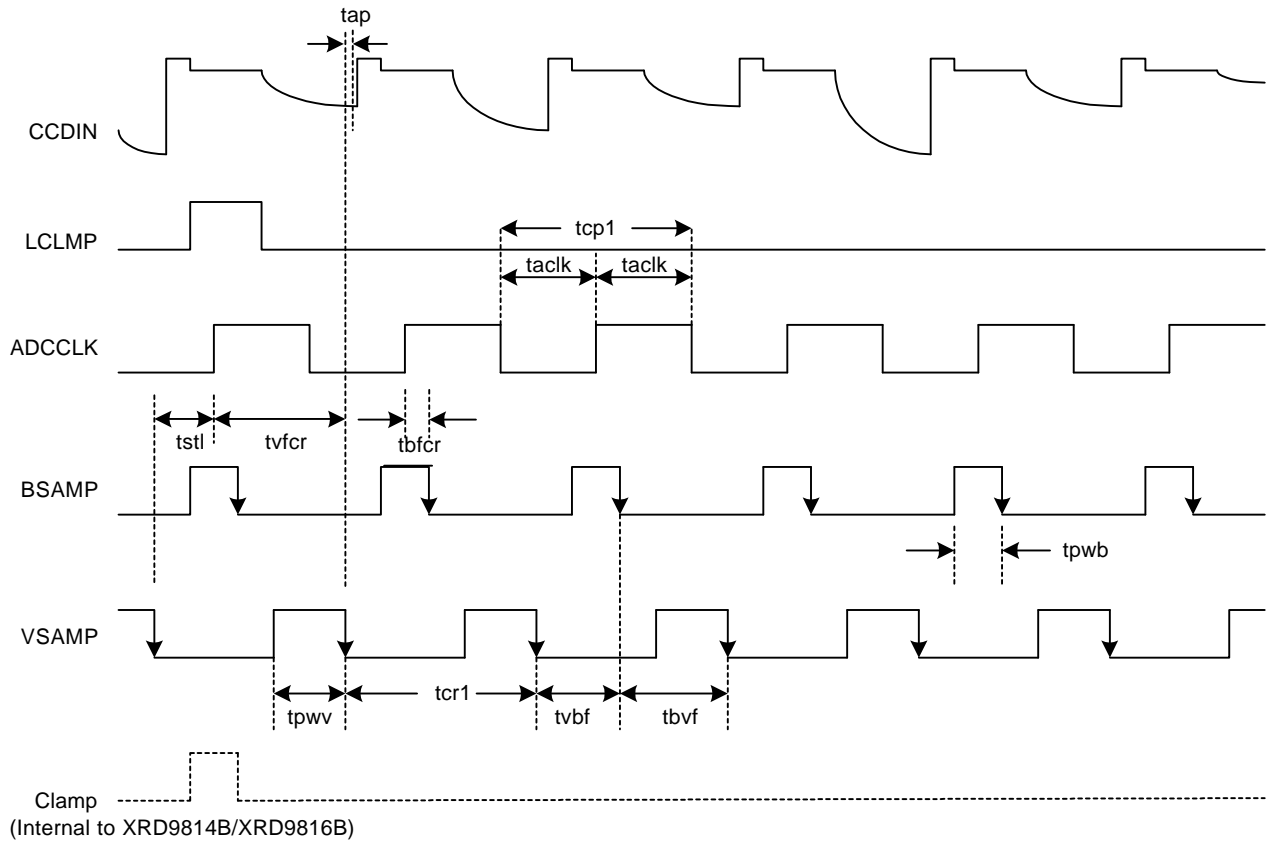 tap
CCDIN
LCLMP
tcp1
taclk taclk
ADCCLK
tstl tvfcr tbfcr
BSAMP
tpwb
VSAMP
tpwv tcr1 tvbf tbvf
Clamp
(Internal to XRD9814B/XRD9816B)